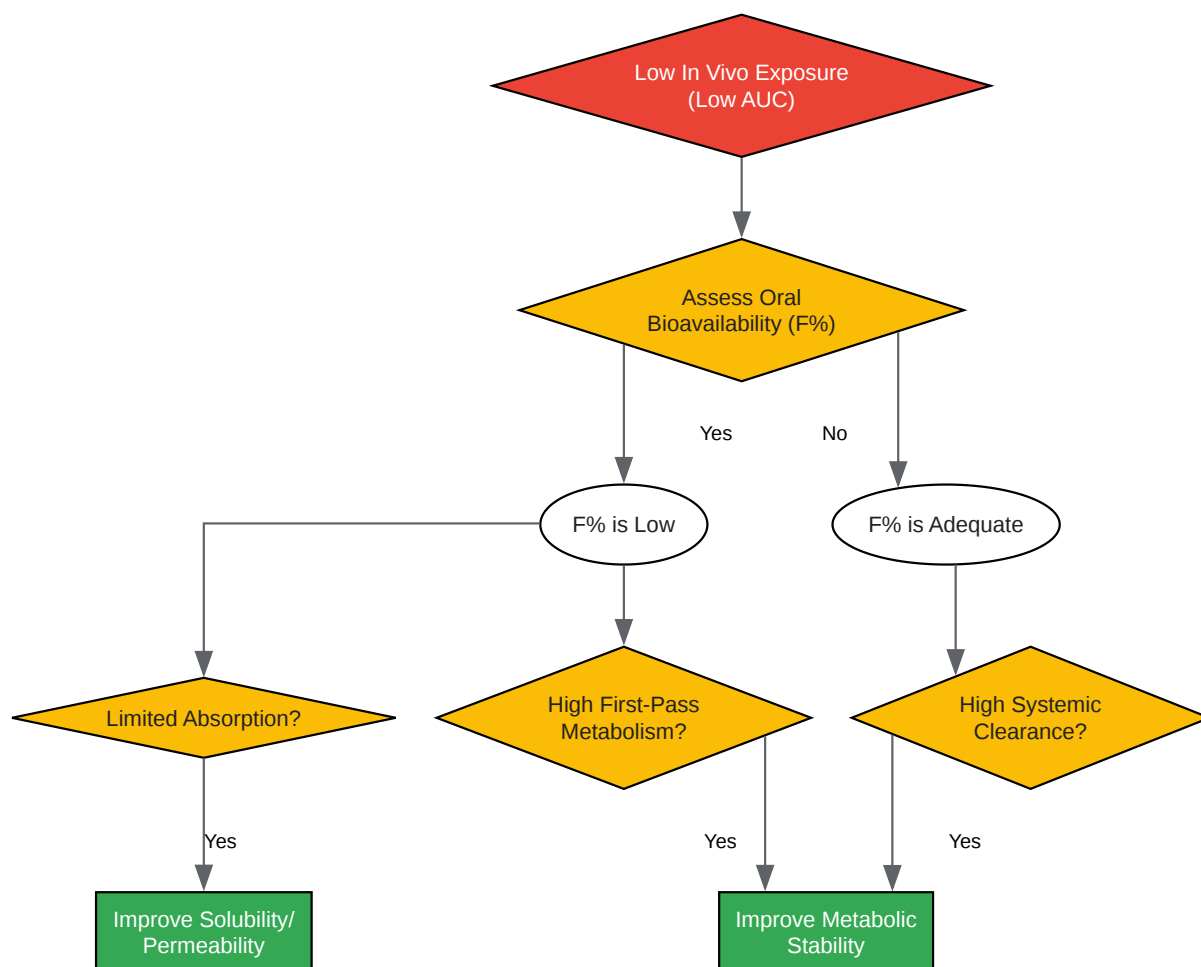 Low In Vivo Exposure
(Low AUC)
Assess Oral
Bioavailability (F%)
Yes
No
F% is Low
F% is Adequate
Limited Absorption?
High First-Pass
Metabolism?
High Systemic
Clearance?
Yes
Yes
Yes
Improve Solubility/
Permeability
Improve Metabolic
Stability